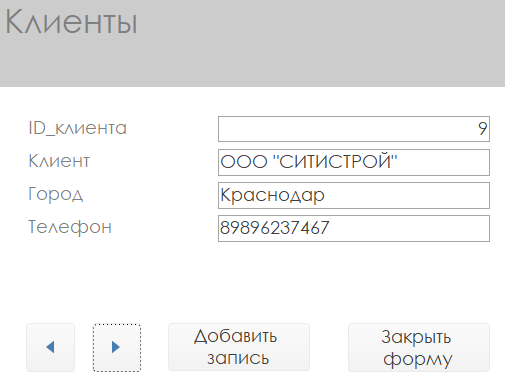 Клиенты
ID_клиента 9
Клиент ООО "СИТИСТРОЙ"
Город Краснодар
Телефон 89896237467
Добавить
запись
Закрыть
форму